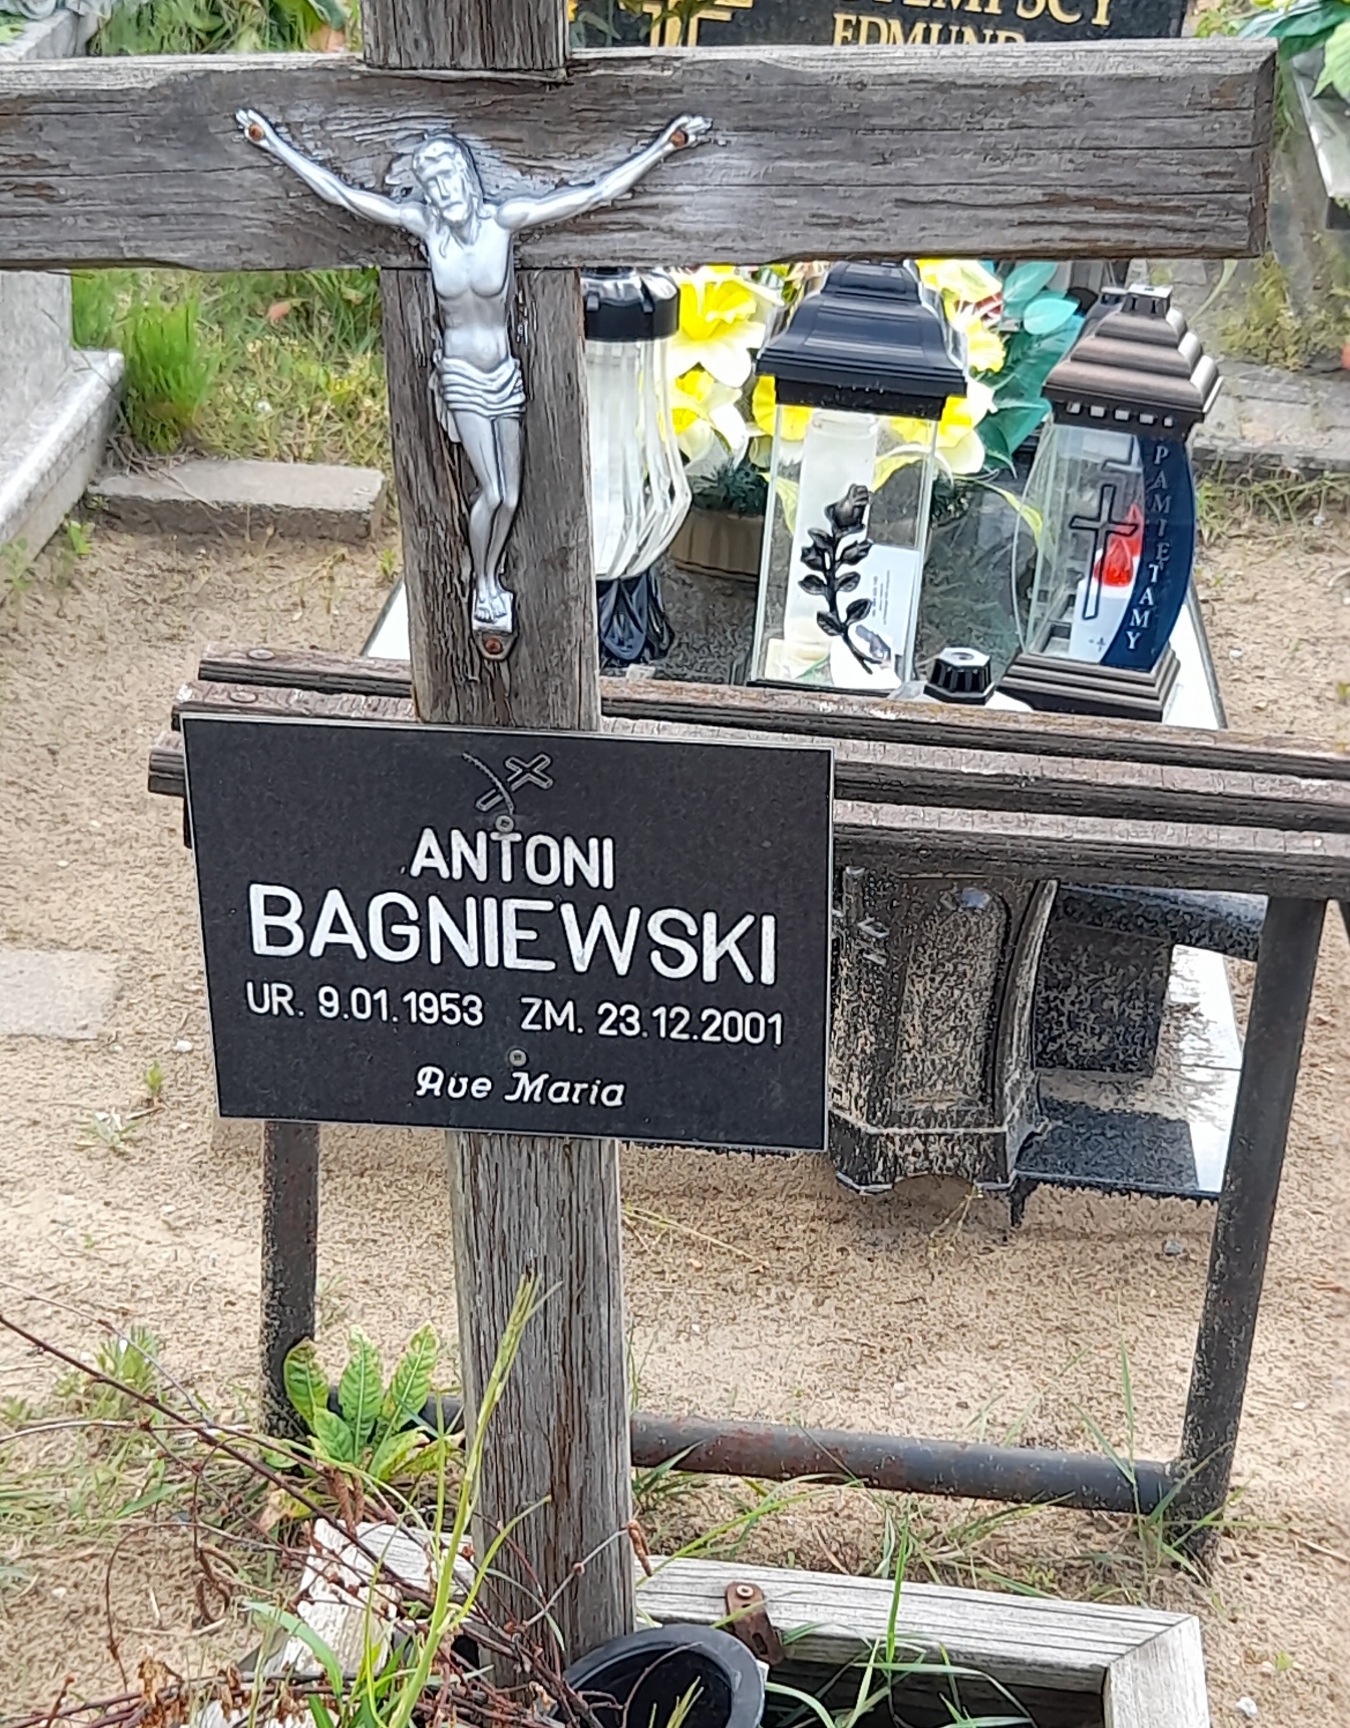 EDMUND
PAMIĘTAMY
ANTONI
BAGNIEWSKI
UR. 9.01.1953 ZM. 23.12.2001
Ave Maria